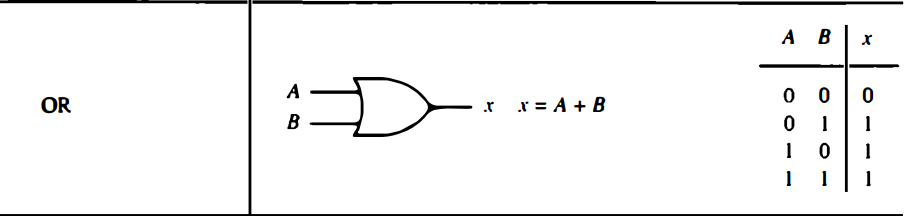 A B x
OR
A
B
x x = A + B
0 0 0
0 1 1
1 0 1
1 1 1